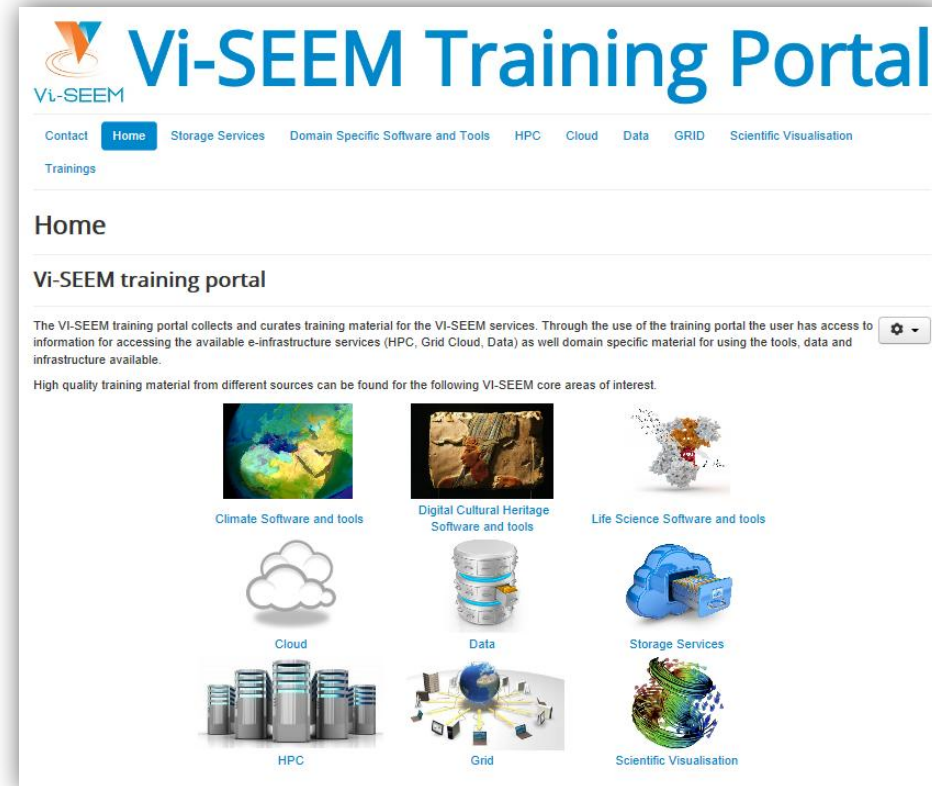 Vi-SEEM Training Portal
Vi-SEEM
Contact Home Storage Services Domain Specific Software and Tools HPC Cloud Data GRID Scientific Visualisation
Trainings
Home
Vi-SEEM training portal
The VI-SEEM training portal collects and curates training material for the VI-SEEM services. Through the use of the training portal the user has access to
information for accessing the available e-infrastructure services (HPC, Grid Cloud, Data) as well domain specific material for using the tools, data and
infrastructure available.
High quality training material from different sources can be found for the following VI-SEEM core areas of interest.
Climate Software and tools
Digital Cultural Heritage
Software and tools
Life Science Software and tools
Cloud
Data
Storage Services
HPC
Grid
Scientific Visualisation